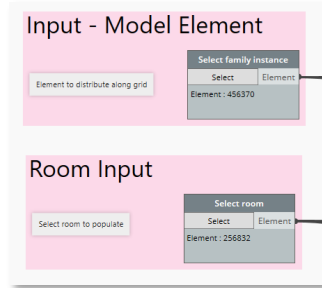 Input - Model Element
Select family instance
Select Element
Element to distribute along grid
Element : 456370
Room Input
Select room
Select Element
Select room to populate
Element : 256832